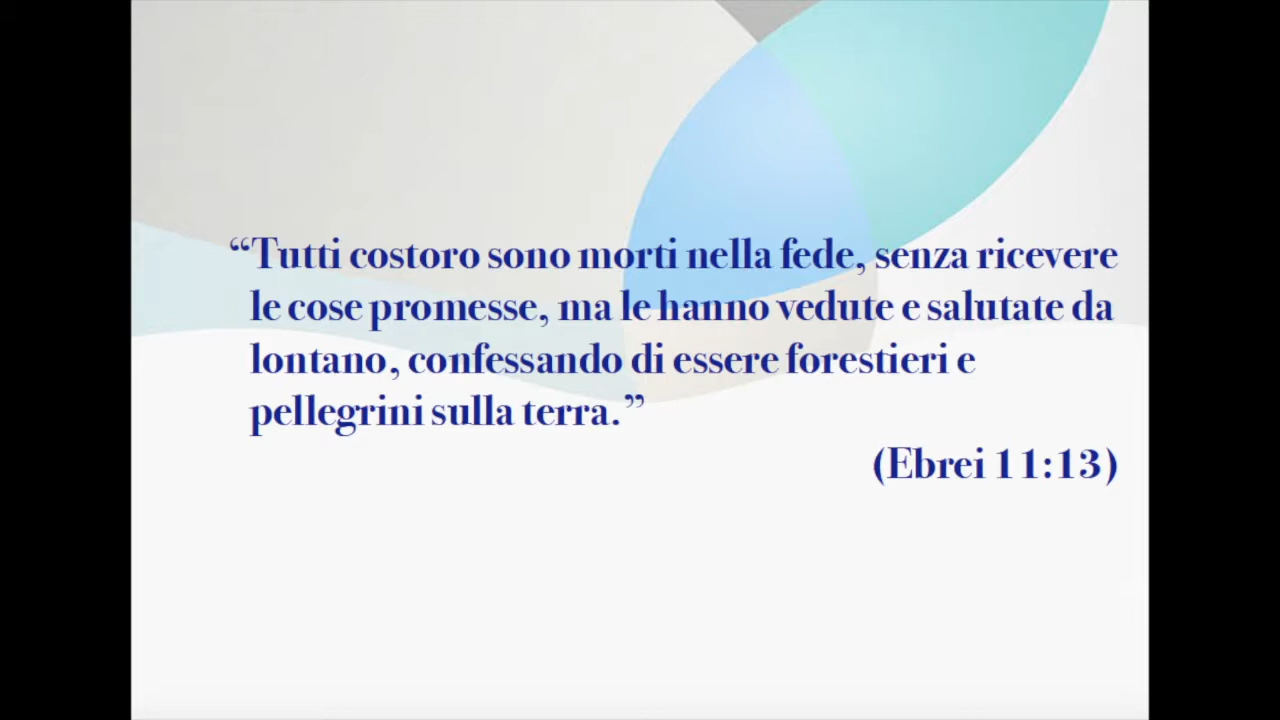 “Tutti costoro sono morti nella fede, senza ricevere
le cose promesse, ma le hanno vedute e salutate da
lontano, confessando di essere forestieri e
pellegrini sulla terra.”
(Ebrei 11:13)